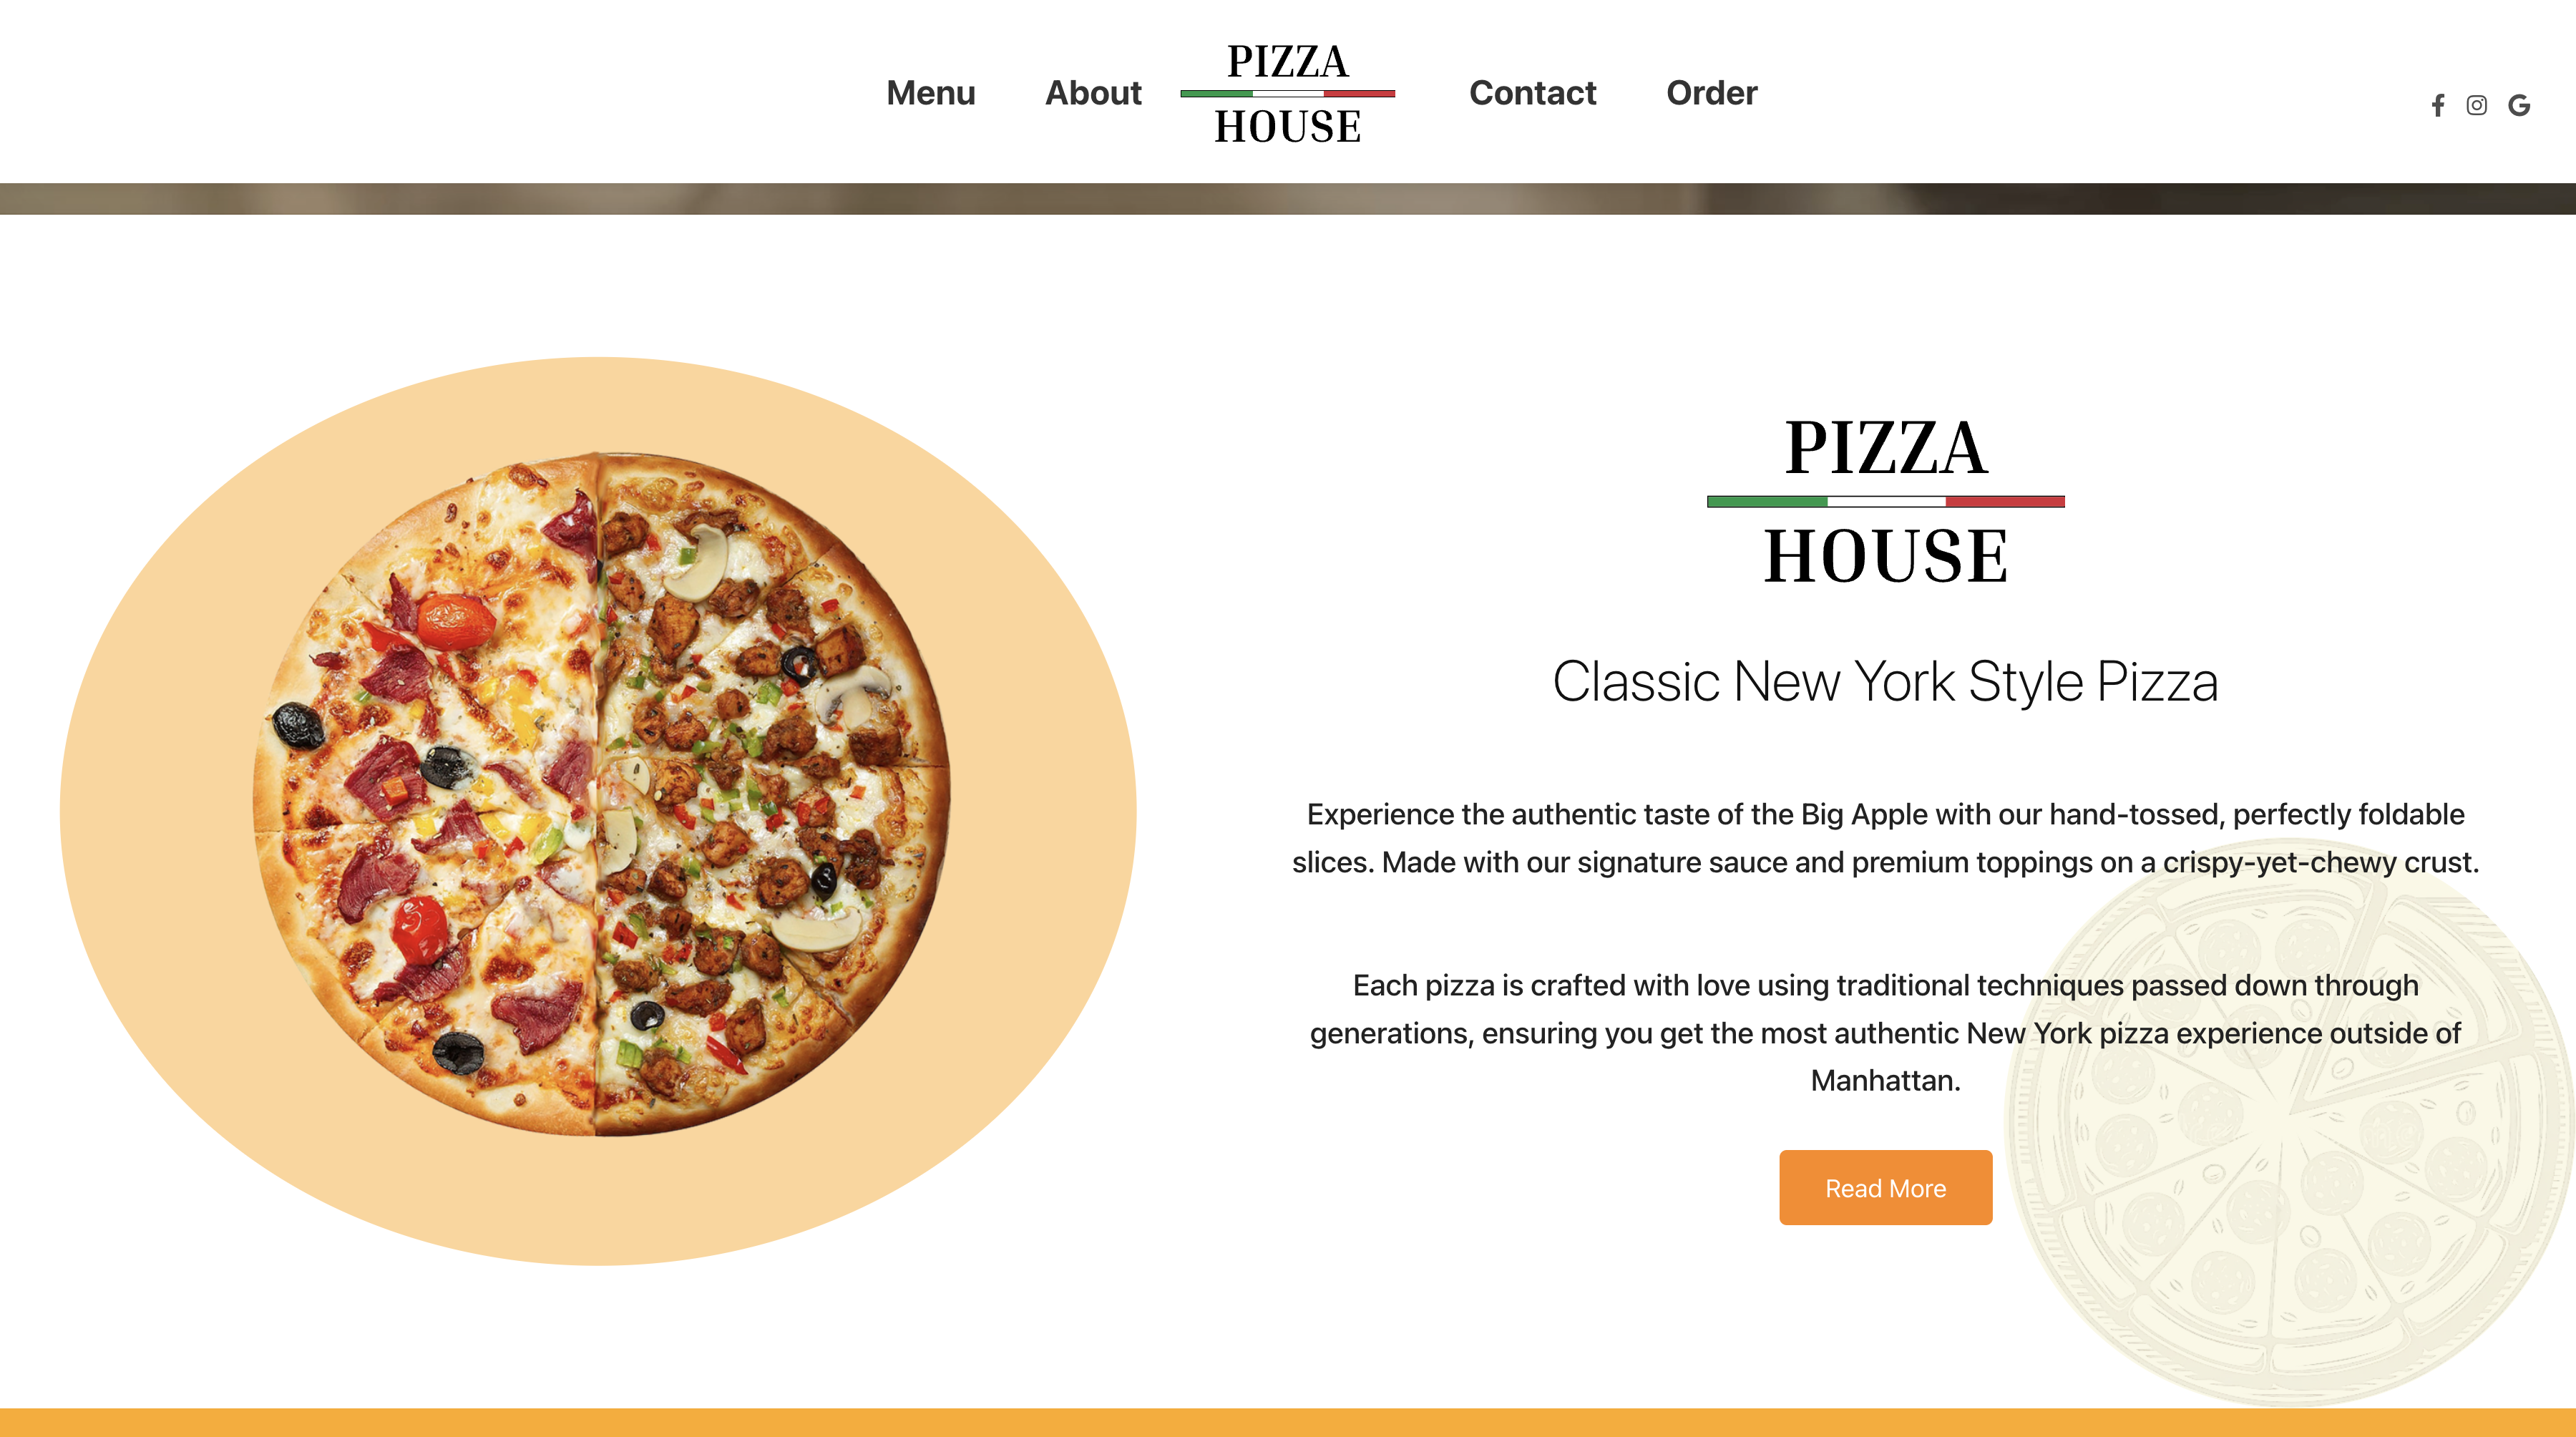 Menu
About
PIZZA
HOUSE
Contact
Order
PIZZA
HOUSE
Classic New York Style Pizza
Experience the authentic taste of the Big Apple with our hand-tossed, perfectly foldable
slices. Made with our signature sauce and premium toppings on a crispy-yet-chewy crust.
Each pizza is crafted with love using traditional techniques passed down through
generations, ensuring you get the most authentic New York pizza experience outside of
Manhattan.
Read More